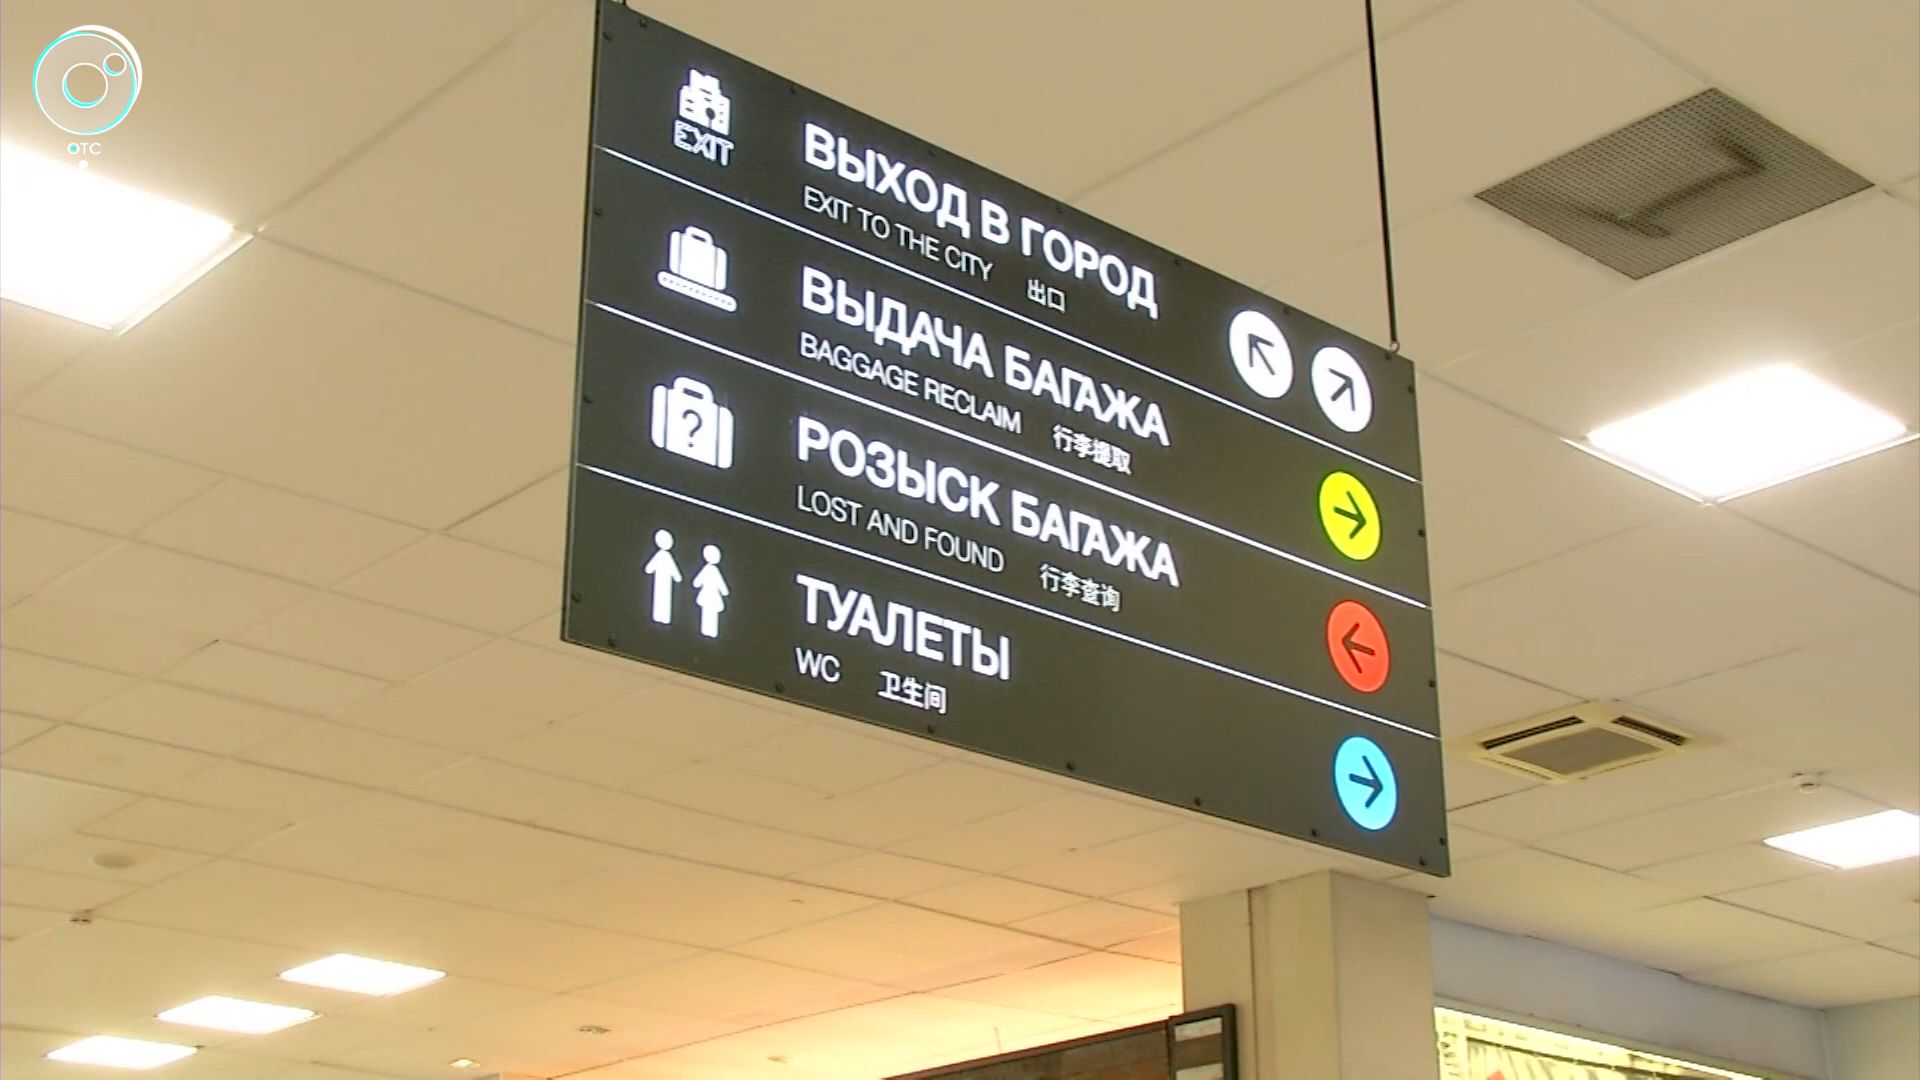 ОТС
EXIT
ВЫХОД В ГОРОД
EXIT TO THE CITY 出口
ВЫДАЧА БАГАЖА
BAGGAGE RECLAIM 行李提取
?
РОЗЫСК БАГАЖА
LOST AND FOUND 行李查询
ТУАЛЕТЫ
WC 卫生间